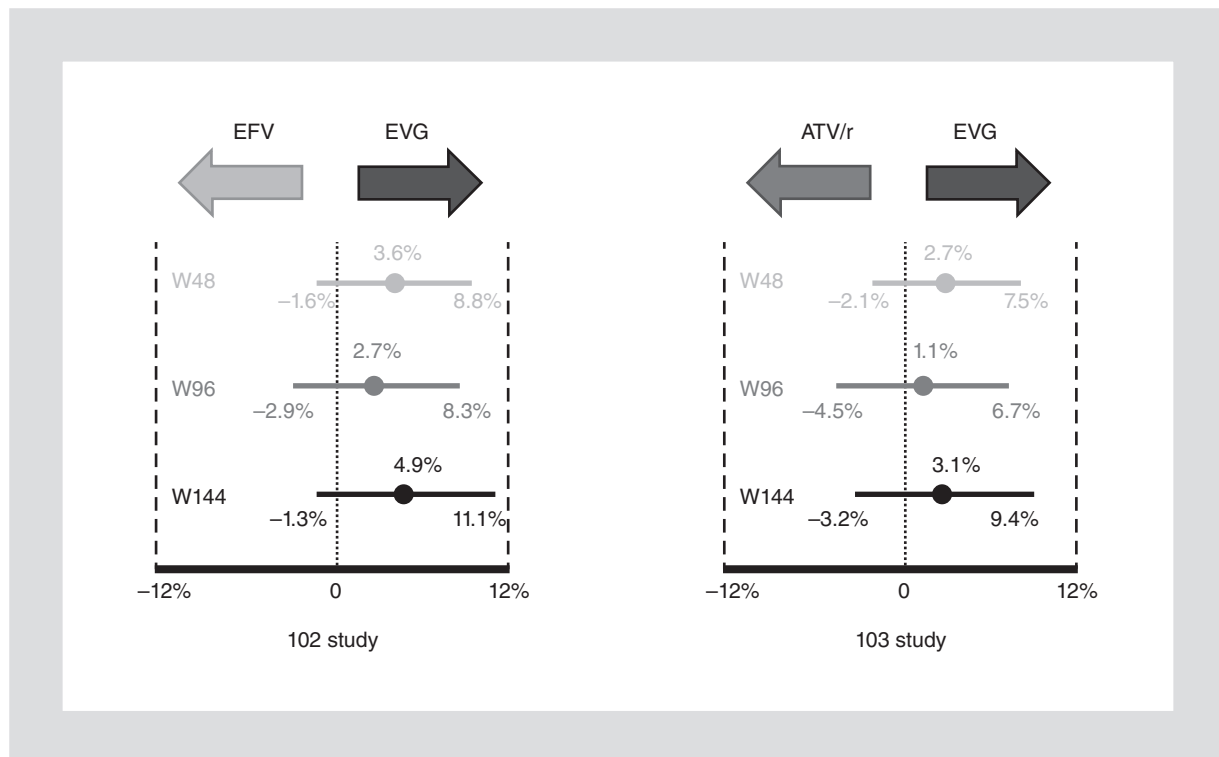 EFV EVG
3.6%
W48
–1.6% 8.8%
2.7%
W96
–2.9% 8.3%
4.9%
W144
–1.3% 11.1%
–12% 0 12%
102 study
ATV/r EVG
2.7%
W48
–2.1% 7.5%
1.1%
W96
–4.5% 6.7%
3.1%
W144
–3.2% 9.4%
–12% 0 12%
103 study